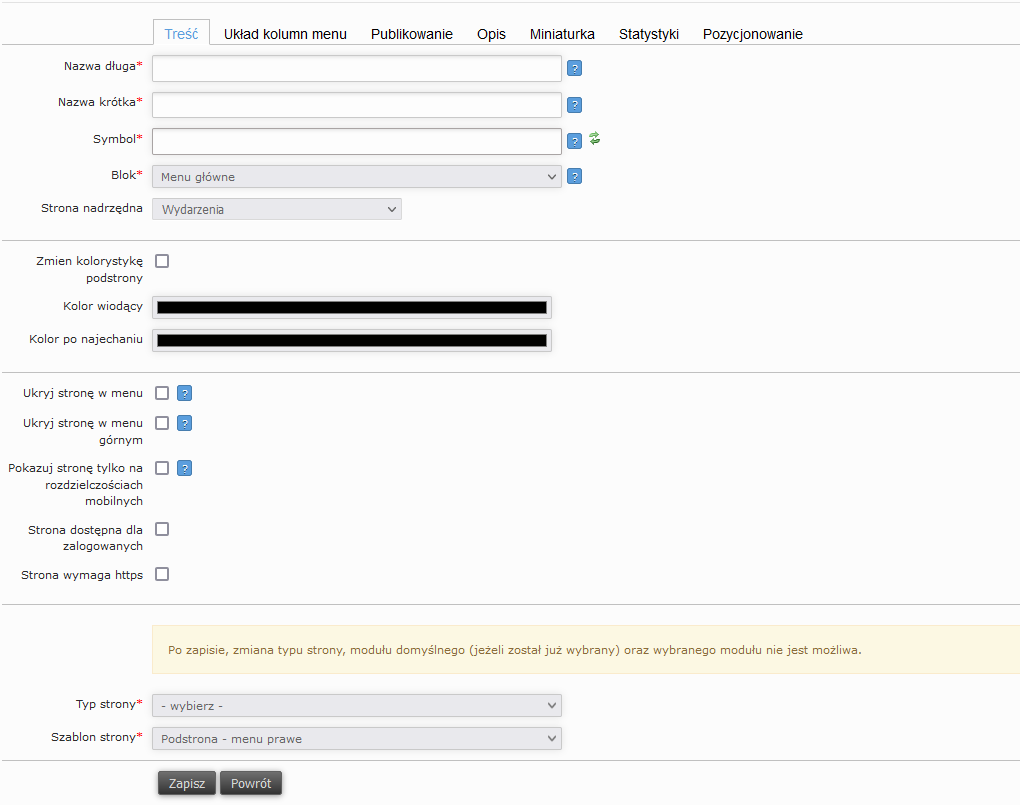 Treść Układ kolumn menu Publikowanie Opis Miniaturka Statystyki Pozycjonowanie
Nazwa długa* ?
Nazwa krótka* ?
Symbol* ?
Blok* Menu główne ?
Strona nadrzędna Wydarzenia
Zmien kolorystykę
podstrony
Kolor wiodący
Kolor po najechaniu
Ukryj stronę w menu ?
Ukryj stronę w menu ?
górnym
Pokazuj stronę tylko na ?
rozdzielczościach
mobilnych
Strona dostępna dla
zalogowanych
Strona wymaga https
Po zapisie, zmiana typu strony, modułu domyślnego (jeżeli został już wybrany) oraz wybranego modułu nie jest możliwa.
Typ strony* - wybierz -
Szablon strony* Podstrona - menu prawe
Zapisz Powrót